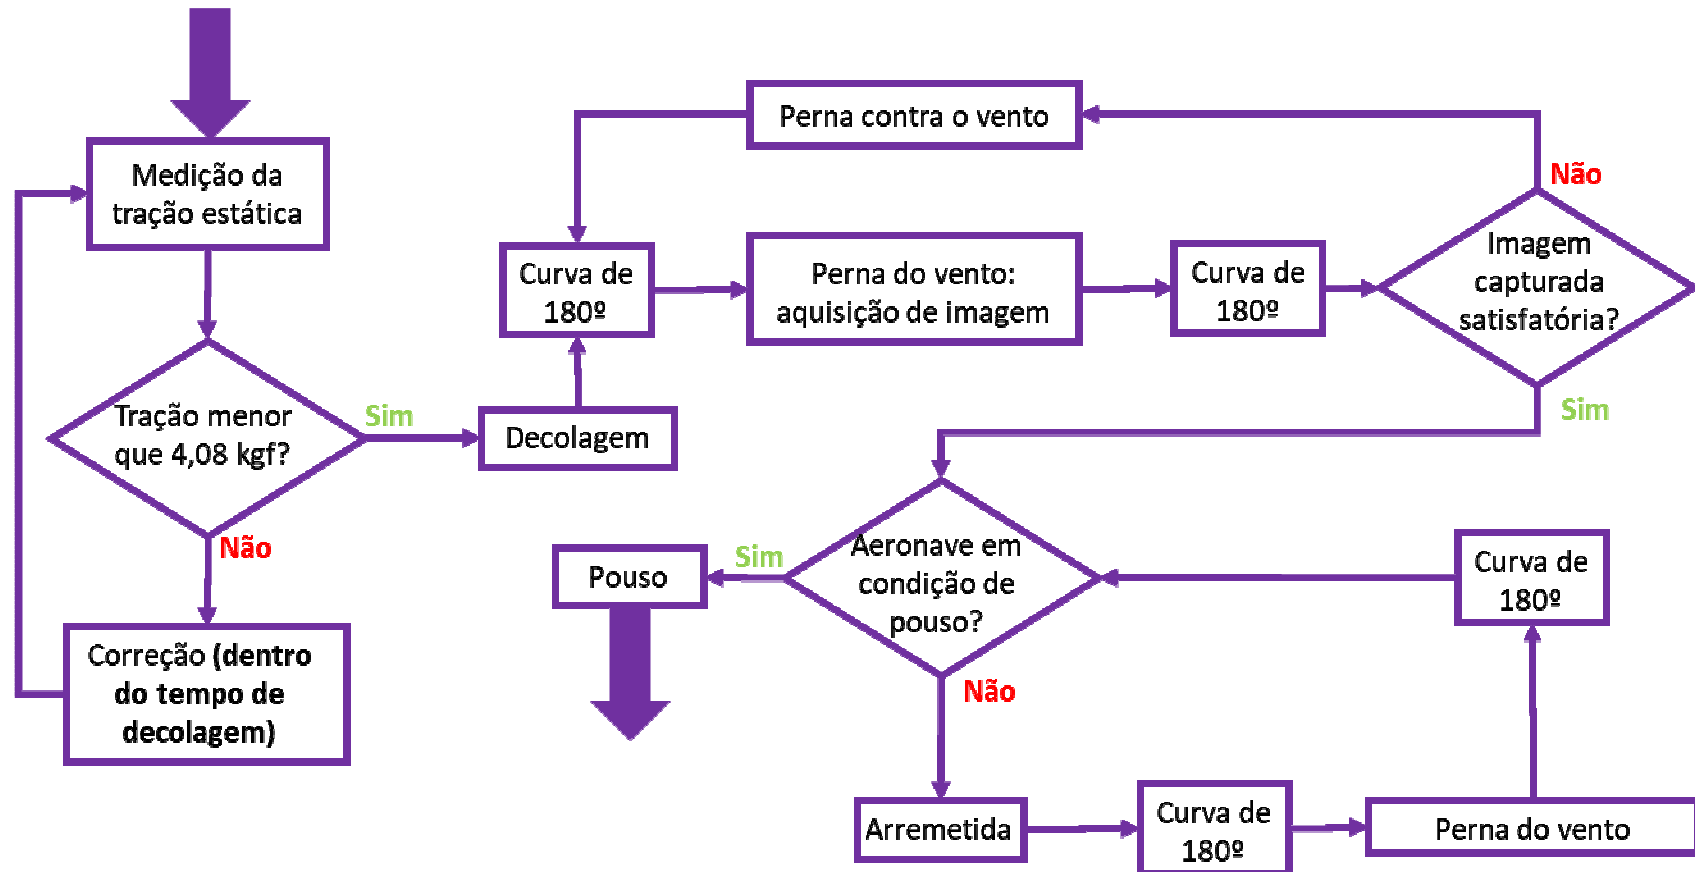 Medição da
tração estática
Tração menor
que 4,08 kgf?
Sim
Não
Correção (dentro
do tempo de
decolagem)
Decolagem
Curva de
180º
Perna contra o vento
Perna do vento:
aquisição de imagem
Curva de
180º
Não
Imagem
capturada
satisfatória?
Sim
Aeronave em
condição de
pouso?
Sim
Pouso
Não
Arremetida
Curva de
180º
Perna do vento
Curva de
180º